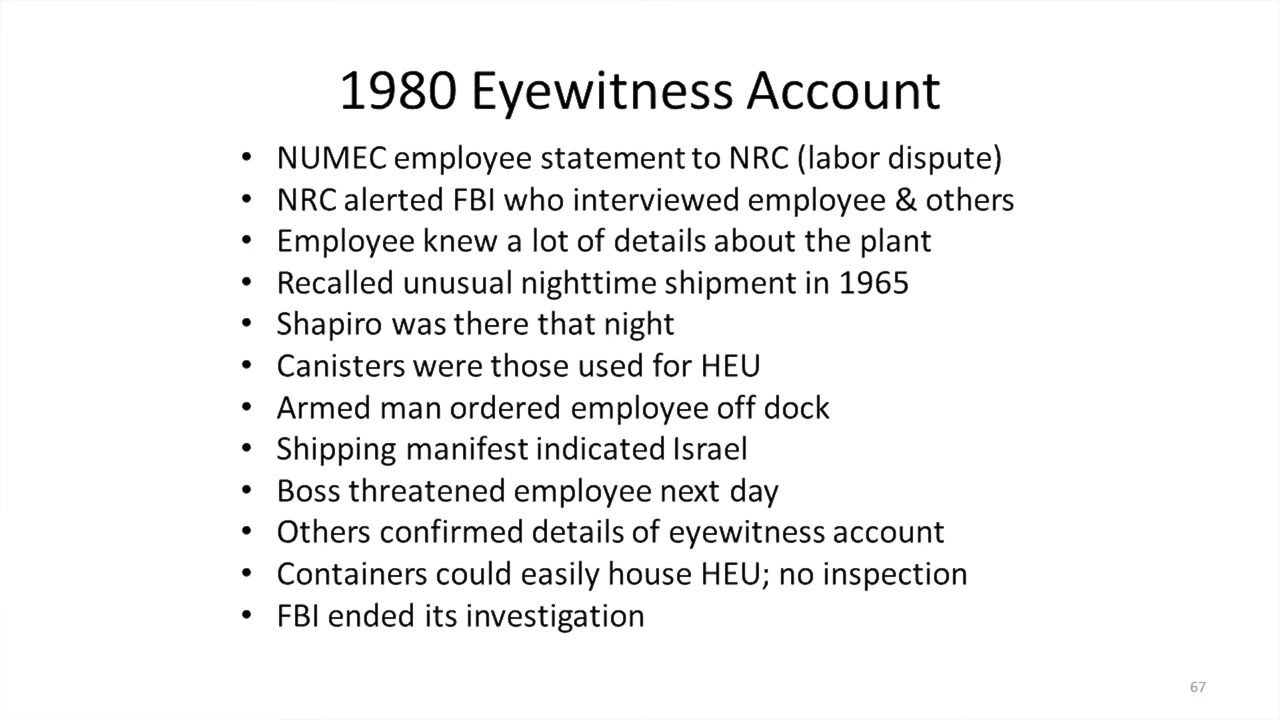 1980 Eyewitness Account
• NUMEC employee statement to NRC (labor dispute)
• NRC alerted FBI who interviewed employee & others
• Employee knew a lot of details about the plant
• Recalled unusual nighttime shipment in 1965
• Shapiro was there that night
• Canisters were those used for HEU
• Armed man ordered employee off dock
• Shipping manifest indicated Israel
• Boss threatened employee next day
• Others confirmed details of eyewitness account
• Containers could easily house HEU; no inspection
• FBI ended its investigation
67